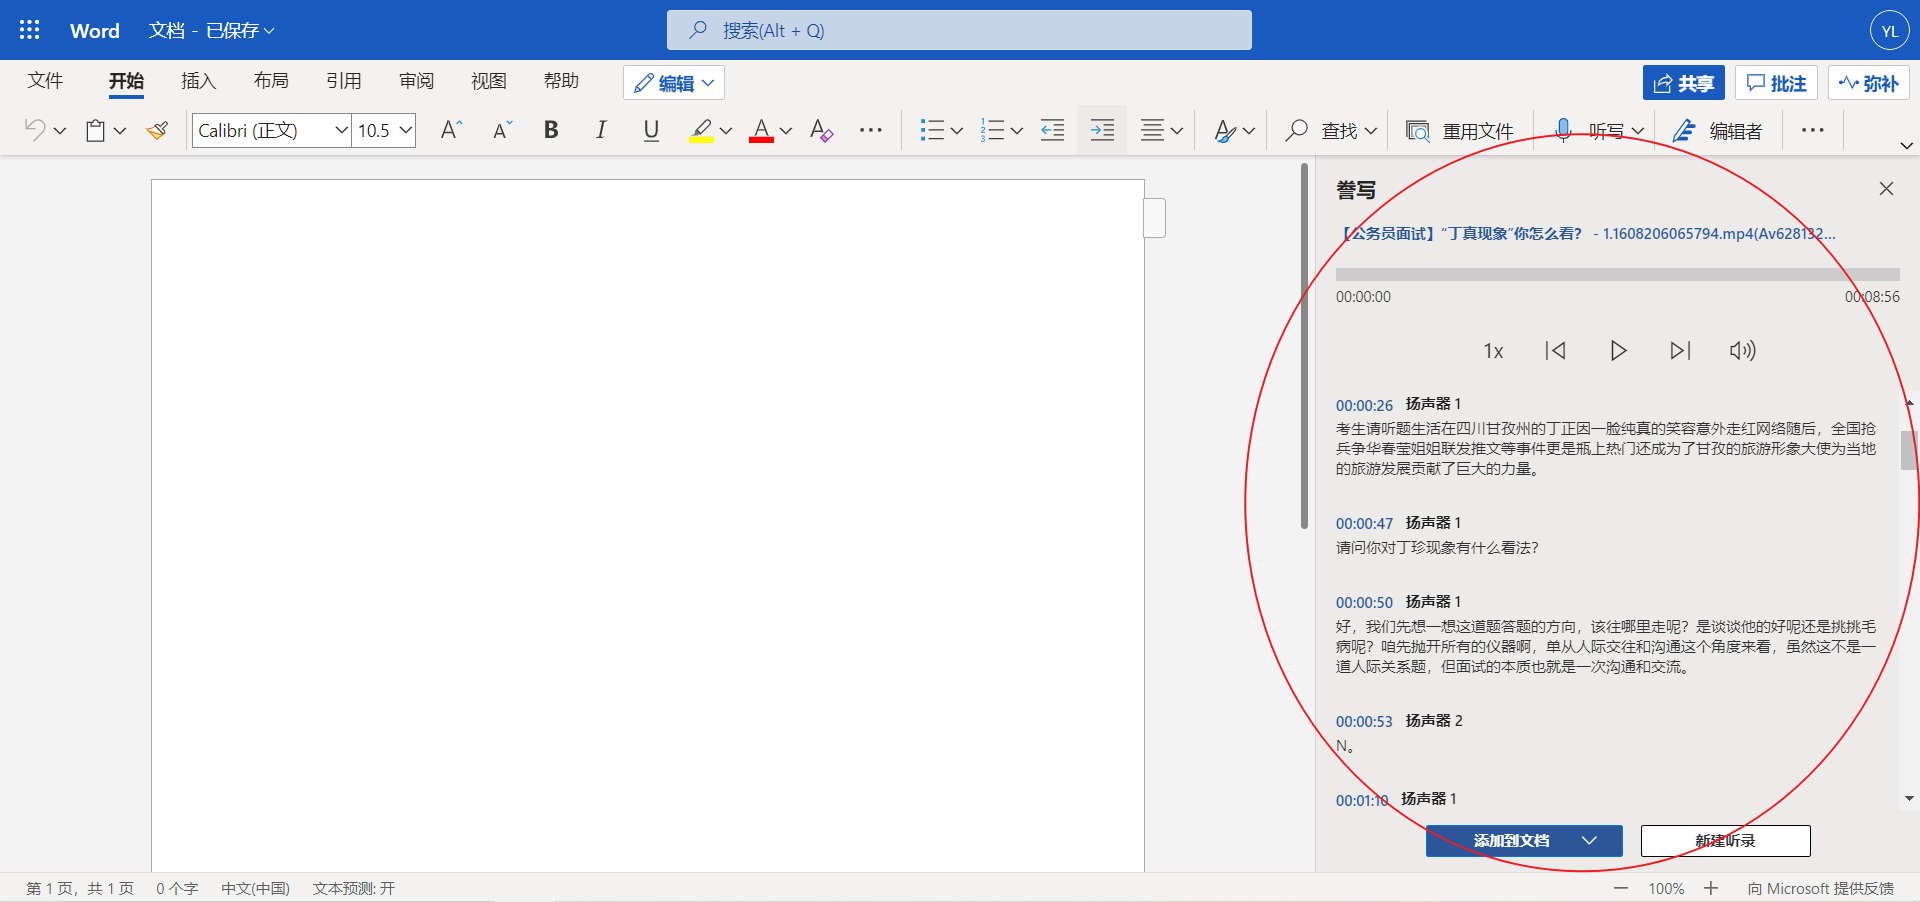 Word 文档 - 已保存
搜索(Alt + Q)
YL
文件 开始 插入 布局 引用 审阅 视图 帮助 编辑
共享 批注 弥补
Calibri (正文) 10.5
查找 重用文件 听写 编辑者
誊写
【公务员面试】“丁真现象”你怎么看？ - 1.1608206065794.mp4(Av628132...
00:00:00 00:08:56
1x
00:00:26 扬声器 1
考生请听题生活在四川甘孜州的丁正因一脸纯真的笑容意外走红网络随后，全国抢
兵争华春莹姐姐联发推文等事件更是瓶上热门还成为了甘孜的旅游形象大使为当地
的旅游发展贡献了巨大的力量。
00:00:47 扬声器 1
请问你对丁珍现象有什么看法？
00:00:50 扬声器 1
好，我们先想一想这道题答题的方向，该往哪里走呢？是谈谈他的好呢还是挑挑毛
病呢？咱先抛开所有的仪器啊，单从人际交往和沟通这个角度来看，虽然这不是一
道人际关系题，但面试的本质也就是一次沟通和交流。
00:00:53 扬声器 2
N。
00:01:10 扬声器 1
添加到文档 新建听录
第 1 页，共 1 页 0 个字 中文(中国) 文本预测: 开
100% 向 Microsoft 提供反馈